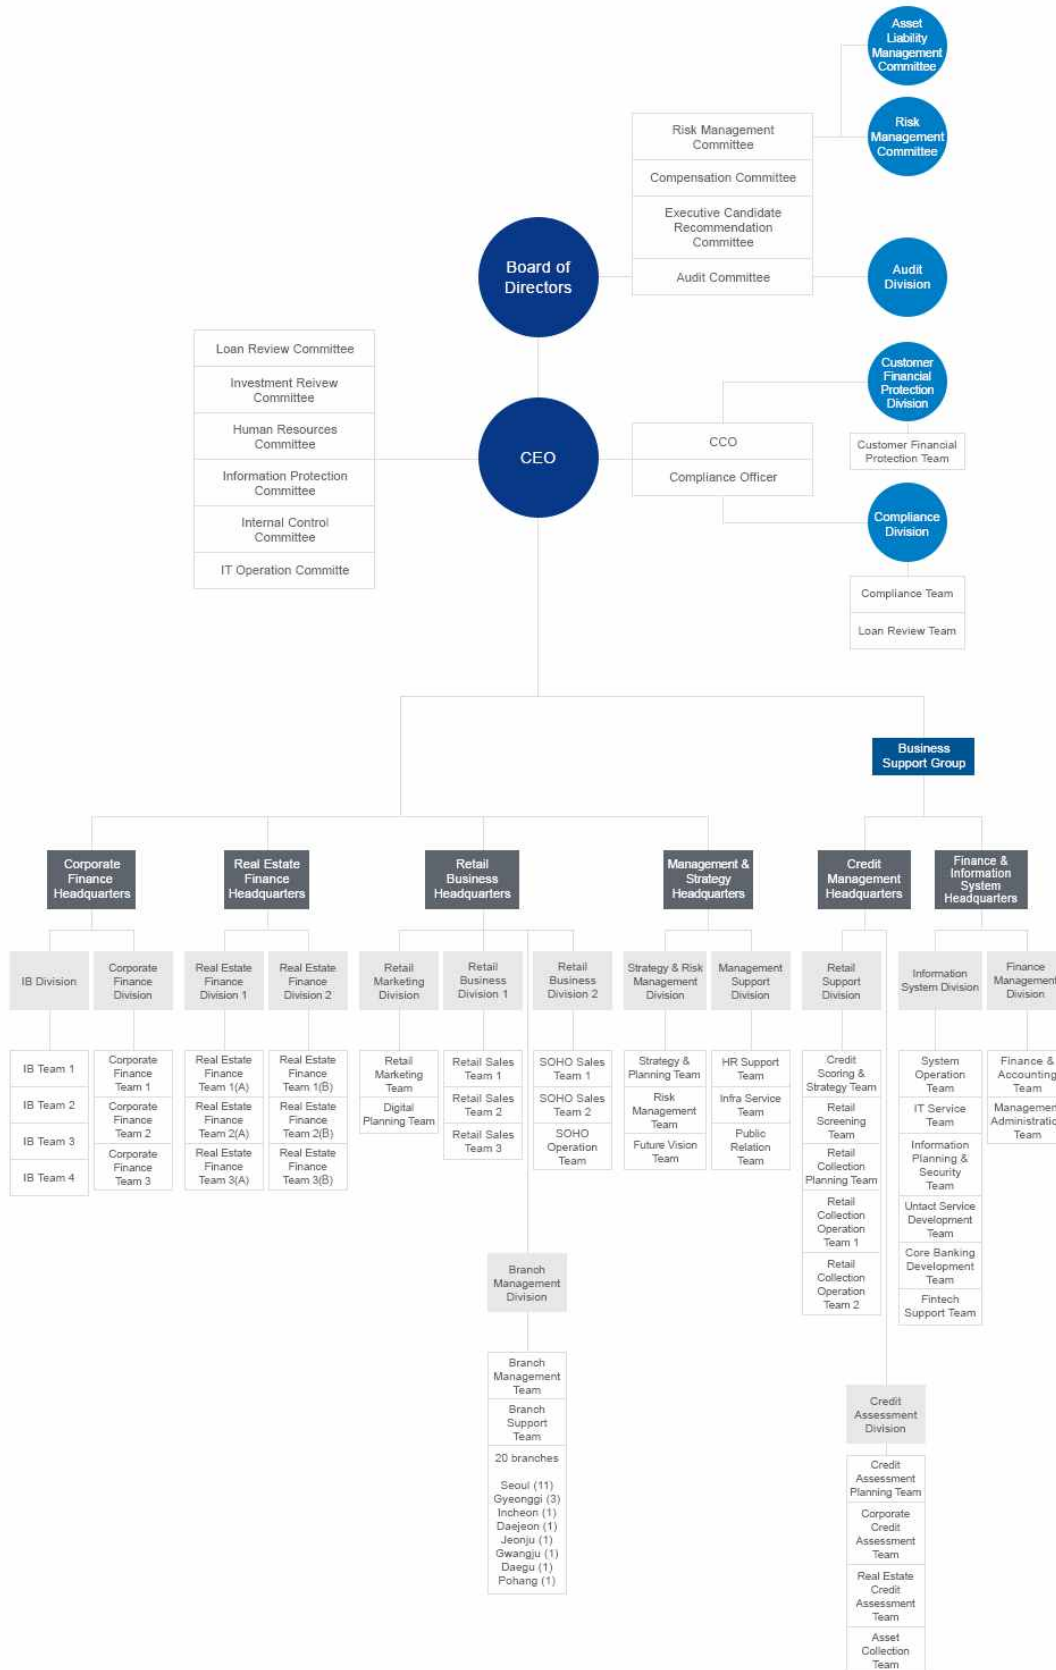 Asset
Liability
Management
Committee
Risk
Management
Committee
Risk Management
Committee
Compensation Committee
Executive Candidate
Recommendation
Committee
Audit Committee
Board of
Directors
Audit
Division
Loan Review Committee
Investment Reivew
Committee
Human Resources
Committee
Information Protection
Committee
Internal Control
Committee
IT Operation Committe
CEO
CCO
Compliance Officer
Customer
Financial
Protection
Division
Customer Financial
Protection Team
Compliance
Division
Compliance Team
Loan Review Team
Business
Support Group
Corporate
Finance
Headquarters
Real Estate
Finance
Headquarters
Retail
Business
Headquarters
Management &
Strategy
Headquarters
Credit
Management
Headquarters
Finance &
Information
System
Headquarters
IB Division
Corporate
Finance
Division
Real Estate
Finance
Division 1
Real Estate
Finance
Division 2
Retail
Marketing
Division
Retail
Business
Division 1
Retail
Business
Division 2
Strategy & Risk
Management
Division
Management
Support
Division
Retail
Support
Division
Information
System Division
Finance
Management
Division
IB Team 1
IB Team 2
IB Team 3
IB Team 4
Corporate
Finance
Team 1
Corporate
Finance
Team 2
Corporate
Finance
Team 3
Real Estate
Finance
Team 1(A)
Real Estate
Finance
Team 2(A)
Real Estate
Finance
Team 3(A)
Real Estate
Finance
Team 1(B)
Real Estate
Finance
Team 2(B)
Real Estate
Finance
Team 3(B)
Retail
Marketing
Team
Digital
Planning Team
Retail Sales
Team 1
Retail Sales
Team 2
Retail Sales
Team 3
SOHO Sales
Team 1
SOHO Sales
Team 2
SOHO
Operation
Team
Strategy &
Planning Team
Risk
Management
Team
Future Vision
Team
HR Support
Team
Infra Service
Team
Public
Relation
Team
Credit
Scoring &
Strategy Team
Retail
Screening
Team
Retail
Collection
Planning Team
Retail
Collection
Operation
Team 1
Retail
Collection
Operation
Team 2
System
Operation
Team
IT Service
Team
Information
Planning &
Security
Team
Untact Service
Development
Team
Core Banking
Development
Team
Fintech
Support Team
Finance &
Accounting
Team
Management
Administratio
Team
Branch
Management
Division
Branch
Management
Team
Branch
Support
Team
20 branches
Seoul (11)
Gyeonggi (3)
Incheon (1)
Daejeon (1)
Jeonju (1)
Gwangju (1)
Daegu (1)
Pohang (1)
Credit
Assessment
Division
Credit
Assessment
Planning Team
Corporate
Credit
Assessment
Team
Real Estate
Credit
Assessment
Team
Asset
Collection
Team